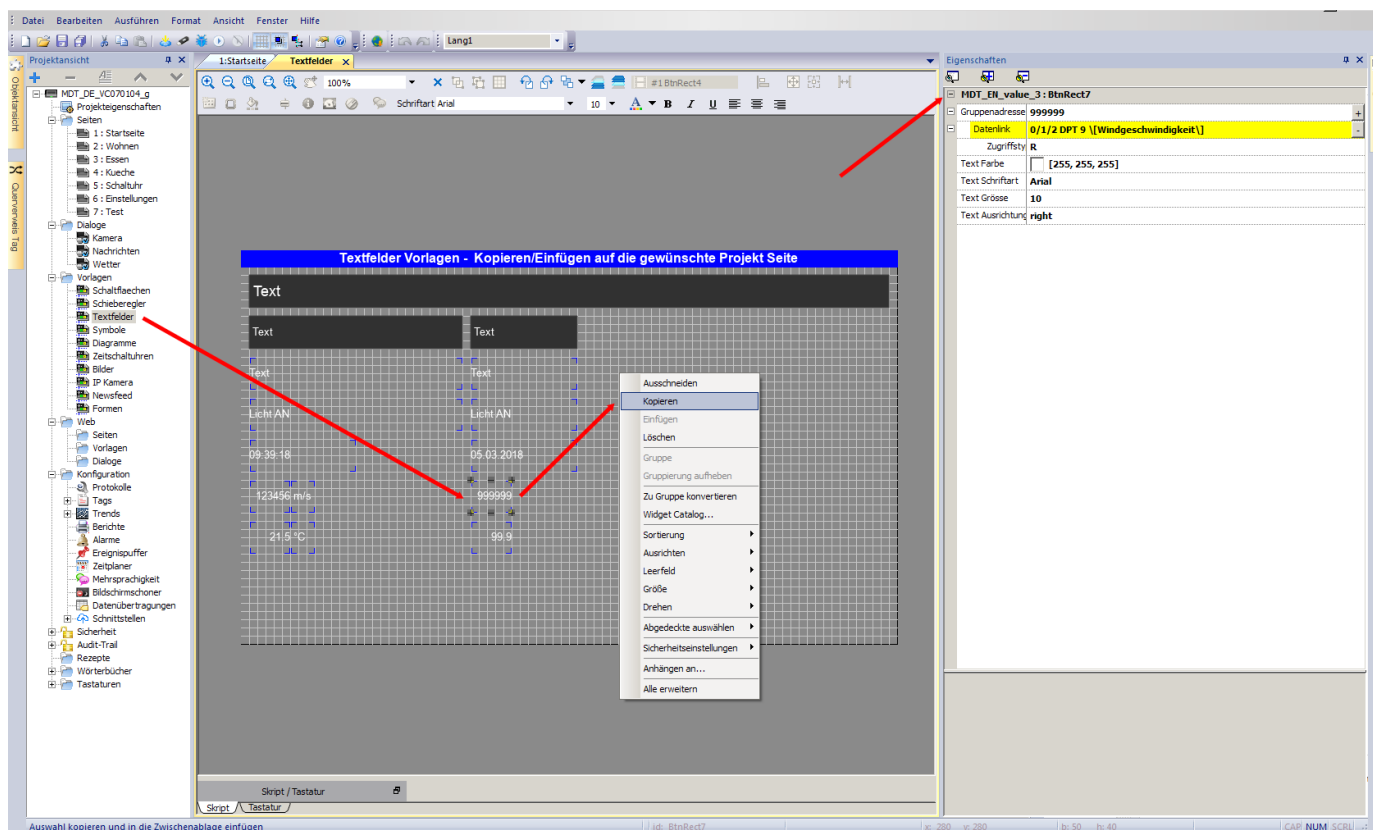 Datei Bearbeiten Ausführen Format Ansicht Fenster Hilfe
Lang1
Projektansicht
1:Startseite Textfelder x
Eigenschaften
Objektansicht
Querverweis Tag
100%
#1 BtnRect4
Schriftart Arial
10
B I U
MDT_DE_VC070104_g
Projekteigenschaften
Seiten
1 : Startseite
2 : Wohnen
3 : Essen
4 : Kueche
5 : Schaltuhr
6 : Einstellungen
7 : Test
Dialoge
Kamera
Nachrichten
Wetter
Vorlagen
Schaltflaechen
Schieberegler
Textfelder
Symbole
Diagramme
Zeitschaltuhren
Bilder
IP Kamera
Newsfeed
Formen
Web
Seiten
Vorlagen
Dialoge
Konfiguration
Protokolle
Tags
Trends
Berichte
Alarme
Ereignispuffer
Zeitplaner
Mehrsprachigkeit
Bildschirmschoner
Datenübertragungen
Schnittstellen
Sicherheit
Audit-Trail
Rezepte
Wörterbücher
Tastaturen
Textfelder Vorlagen - Kopieren/Einfügen auf die gewünschte Projekt Seite
Text
Text Text
Text Text
Licht AN Licht AN
09:39:18 05.03.2018
123456 m/s 999999
21.5 °C 99.9
Ausschneiden
Kopieren
Einfügen
Löschen
Gruppe
Gruppierung aufheben
Zu Gruppe konvertieren
Widget Catalog...
Sortierung
Ausrichten
Leerfeld
Größe
Drehen
Abgedeckte auswählen
Sicherheitseinstellungen
Anhängen an...
Alle erweitern
MDT_EN_value_3 : BtnRect7
Gruppenadresse 999999
Datenlink 0/1/2 DPT 9 \[Windgeschwindigkeit\]
Zugriffsty R
Text Farbe [255, 255, 255]
Text Schriftart Arial
Text Grösse 10
Text Ausrichtung right
Skript / Tastatur
Skript Tastatur
Auswahl kopieren und in die Zwischenablage einfügen
id: BtnRect7
x: 280 y: 280 b: 50 h: 40
CAP NUM SCRL